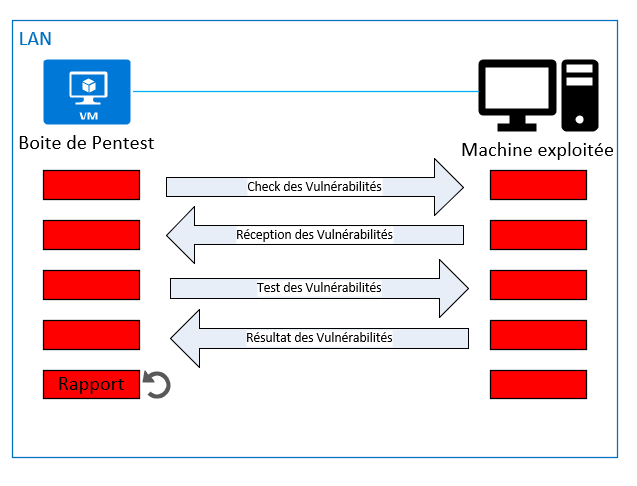 LAN
VM
Boite de Pentest
Machine exploitée
Check des Vulnérabilités
Réception des Vulnérabilités
Test des Vulnérabilités
Résultat des Vulnérabilités
Rapport